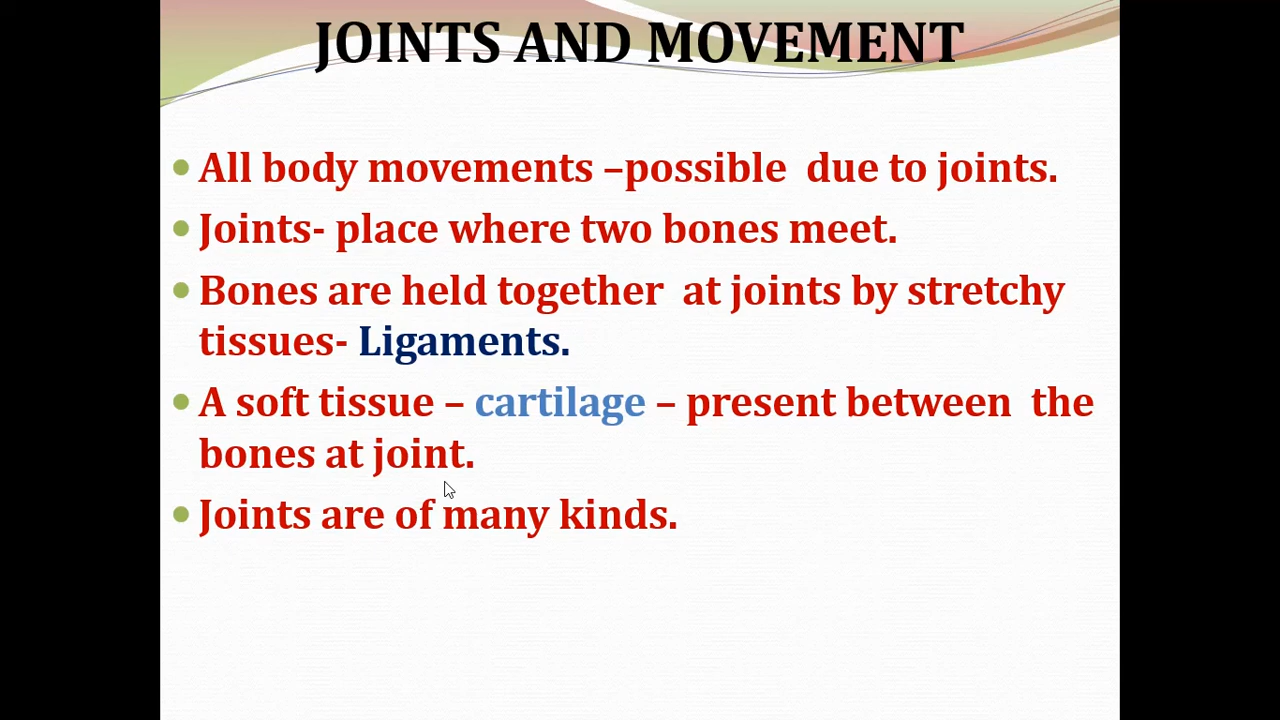 JOINTS AND MOVEMENT
• All body movements –possible  due to joints.
• Joints- place where two bones meet.
• Bones are held together  at joints by stretchy
tissues- Ligaments.
• A soft tissue – cartilage – present between  the
bones at joint.
• Joints are of many kinds.